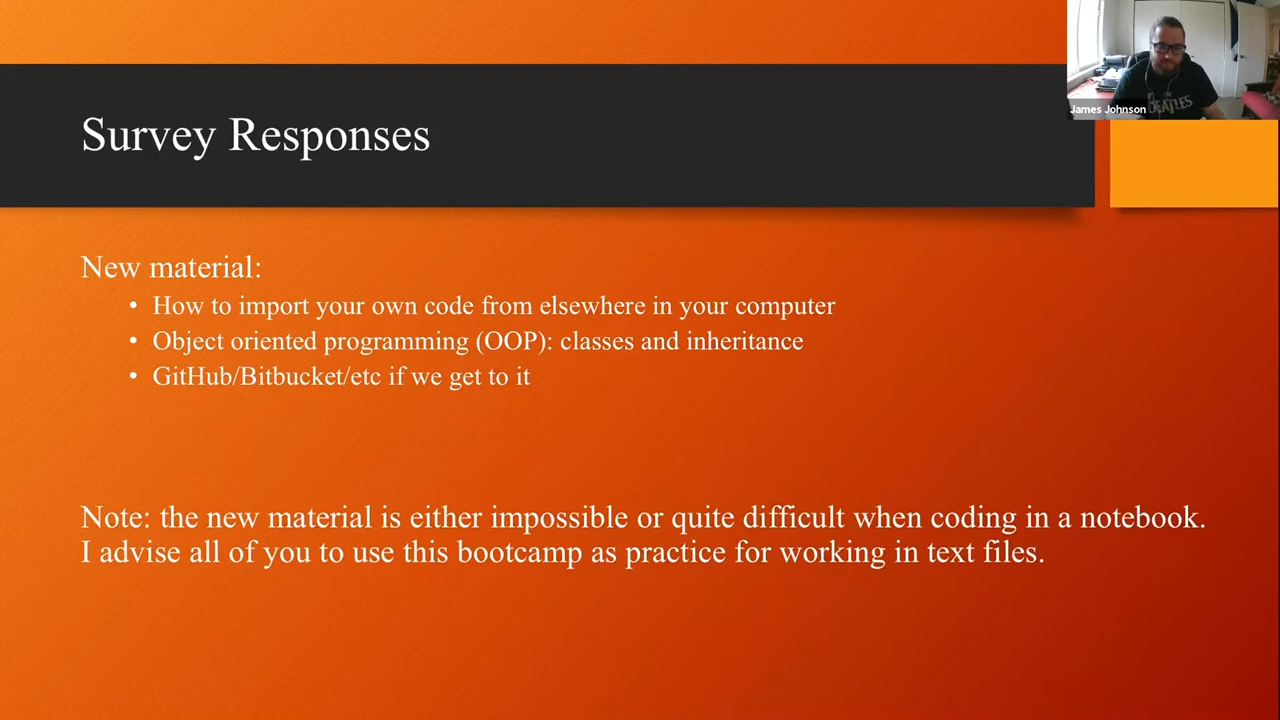 James Johnson
THE
BEATLES
Survey Responses
New material:
• How to import your own code from elsewhere in your computer
• Object oriented programming (OOP): classes and inheritance
• GitHub/Bitbucket/etc if we get to it
Note: the new material is either impossible or quite difficult when coding in a notebook.
I advise all of you to use this bootcamp as practice for working in text files.